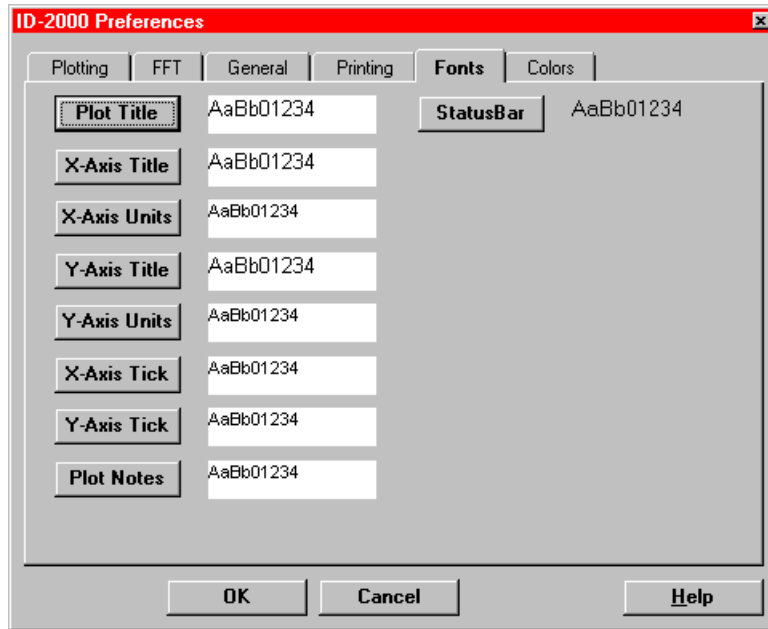 ID-2000 Preferences
Plotting FFT General Printing Fonts Colors
Plot Title AaBb01234 StatusBar AaBb01234
X-Axis Title AaBb01234
X-Axis Units AaBb01234
Y-Axis Title AaBb01234
Y-Axis Units AaBb01234
X-Axis Tick AaBb01234
Y-Axis Tick AaBb01234
Plot Notes AaBb01234
OK Cancel Help